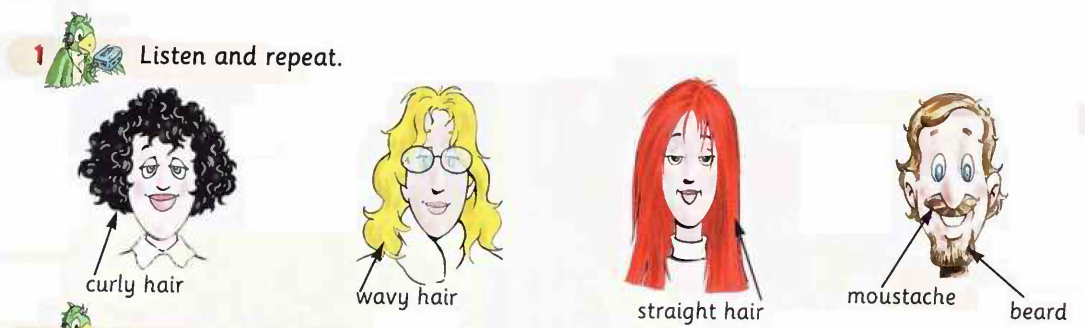 1 Listen and repeat.
curly hair
wavy hair
straight hair
moustache
beard